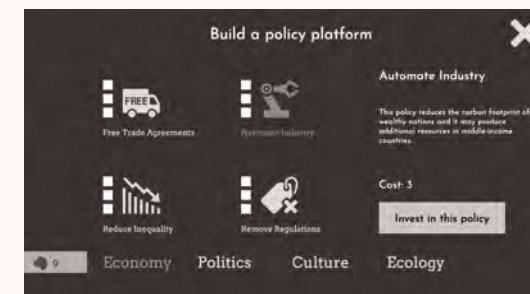 Build a policy platform
FREE
Free Trade Agreements
Automate Industry
Reduce Inequality
Remove Regulations
Automate Industry
This policy reduces the carbon footprint of
wealthy nations and it may produce
additional resources in middle-income
countries.
Cost: 3
Invest in this policy
9
Economy
Politics
Culture
Ecology